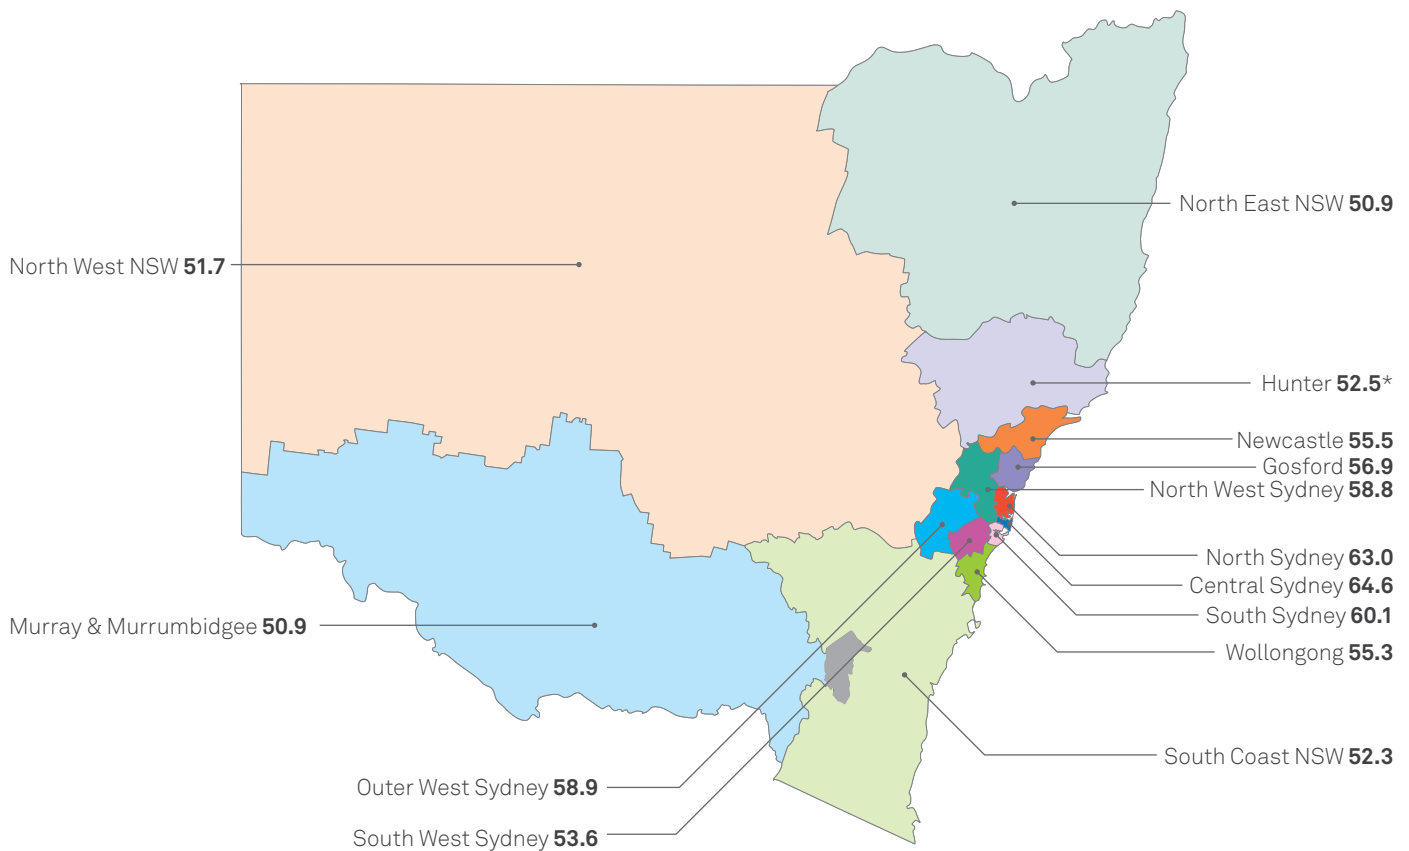 North East NSW 50.9
North West NSW 51.7
Hunter 52.5*
Newcastle 55.5
Gosford 56.9
North West Sydney 58.8
North Sydney 63.0
Central Sydney 64.6
South Sydney 60.1
Murray & Murrumbidgee 50.9
Wollongong 55.3
South Coast NSW 52.3
Outer West Sydney 58.9
South West Sydney 53.6